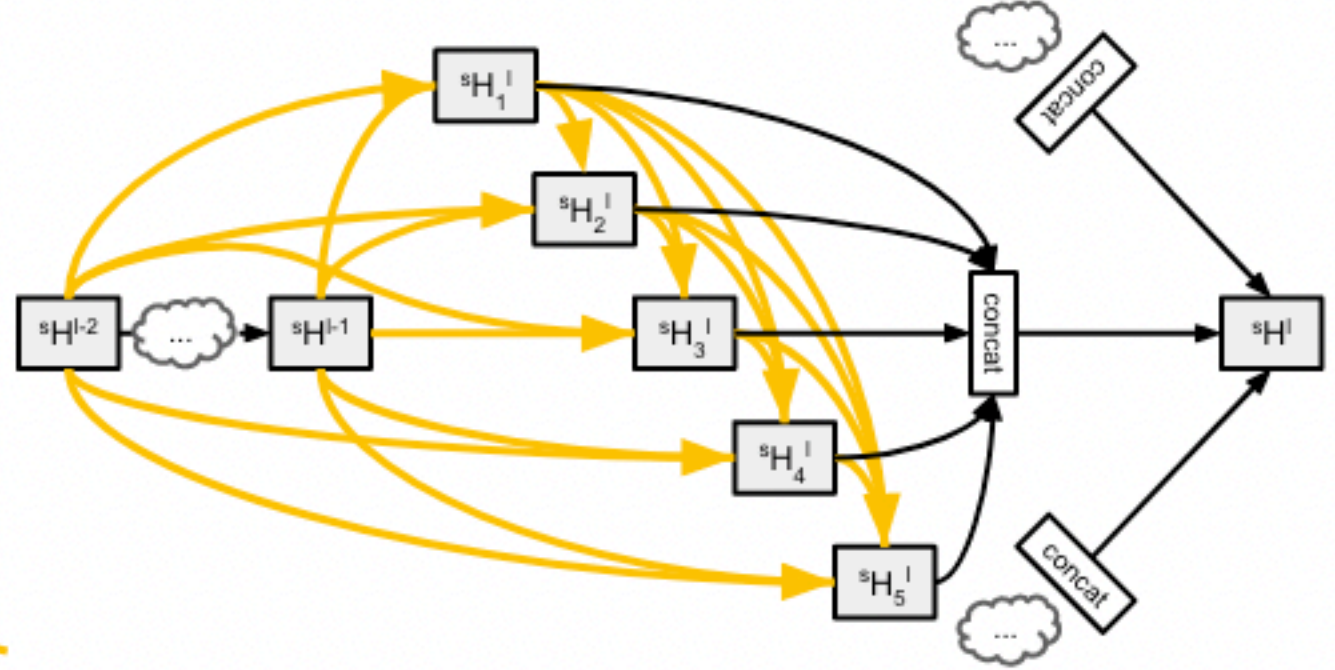 ...
concat
sH1l
sH2l
sHl-2
...
sHl-1
sH3l
concat
sHl
sH4l
sH5l
concat
...